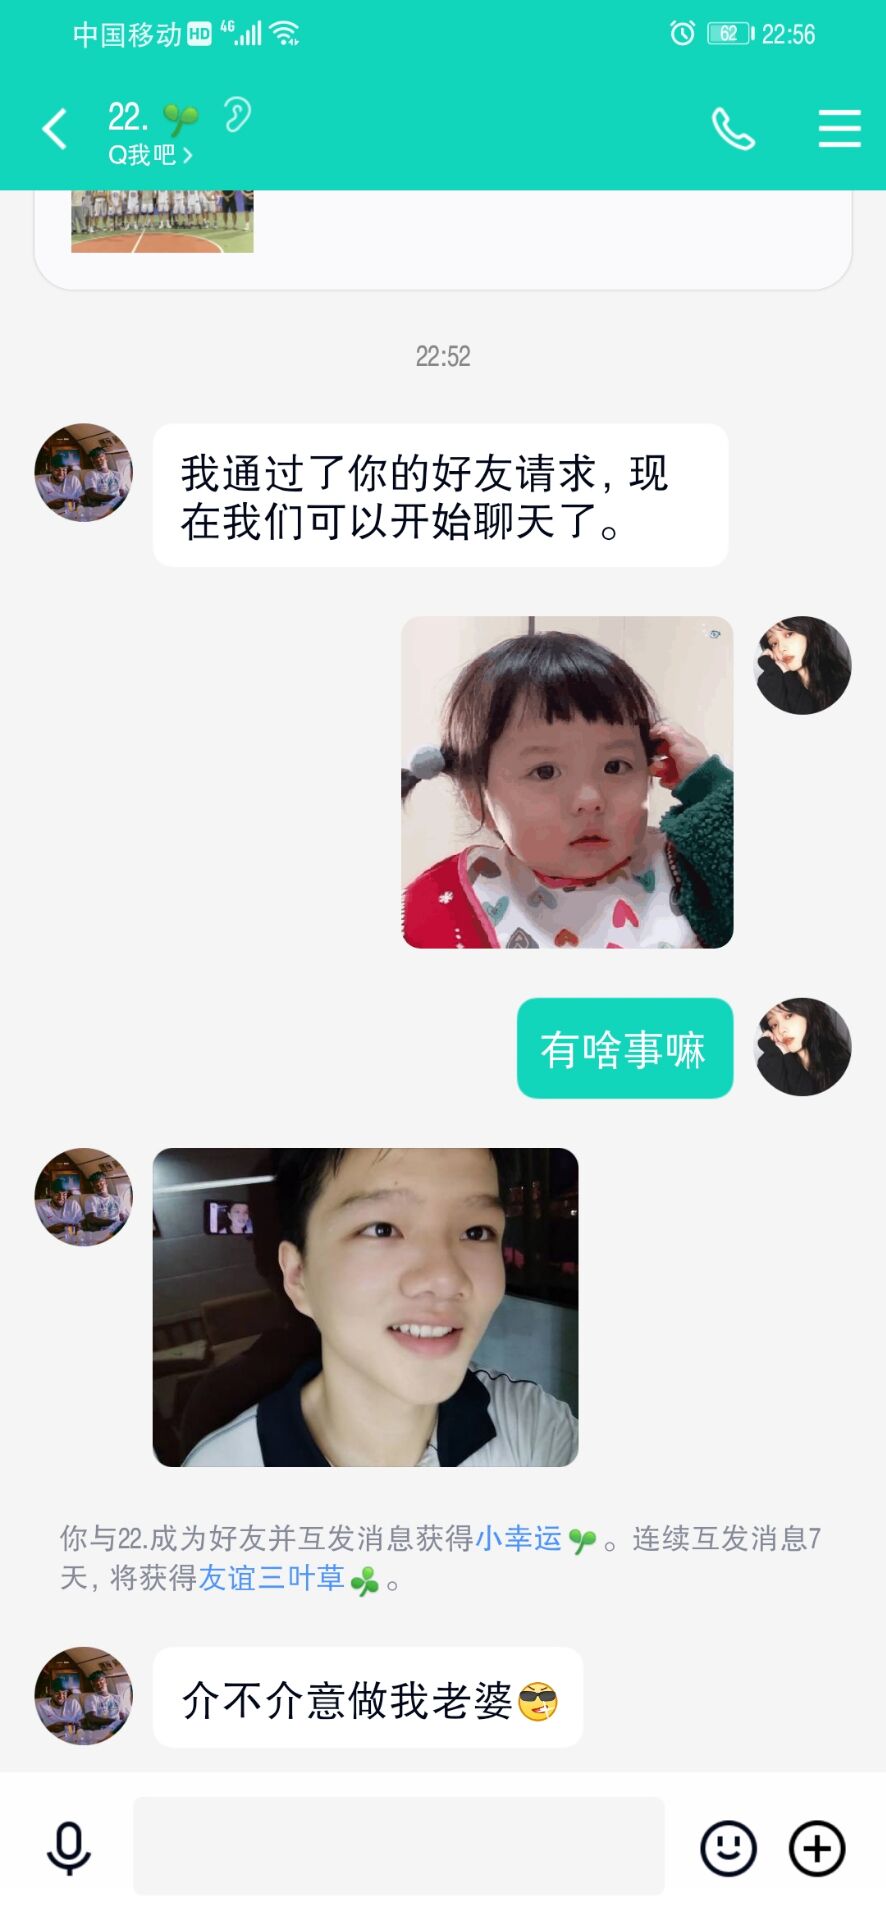 中国移动 HD 4G 62 22:56
22.
Q我吧
22:52
我通过了你的好友请求,现
在我们可以开始聊天了。
有啥事嘛
你与22.成为好友并互发消息获得小幸运。连续互发消息7
天,将获得友谊三叶草。
介不介意做我老婆